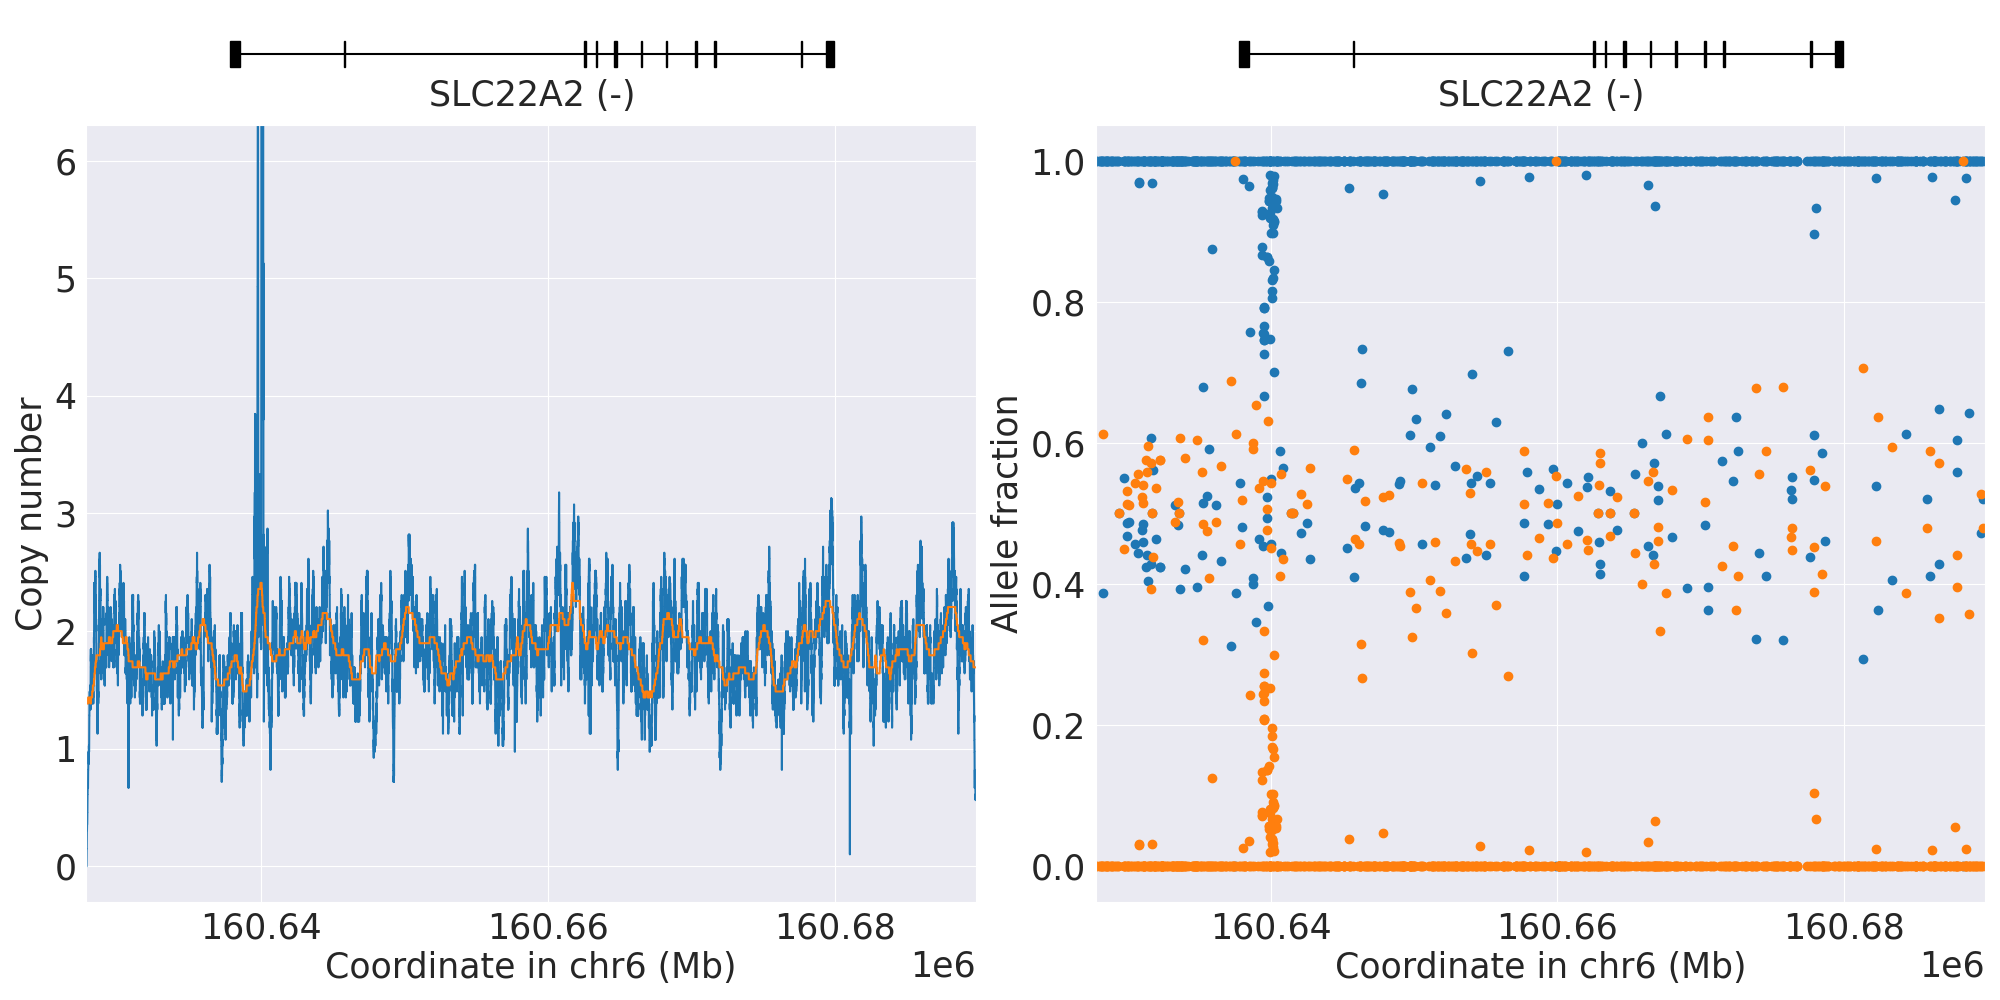 SLC22A2 (-)
Copy number
6
5
4
3
2
1
0
160.64
160.66
160.68
Coordinate in chr6 (Mb)
1e6
SLC22A2 (-)
Allele fraction
1.0
0.8
0.6
0.4
0.2
0.0
160.64
160.66
160.68
Coordinate in chr6 (Mb)
1e6